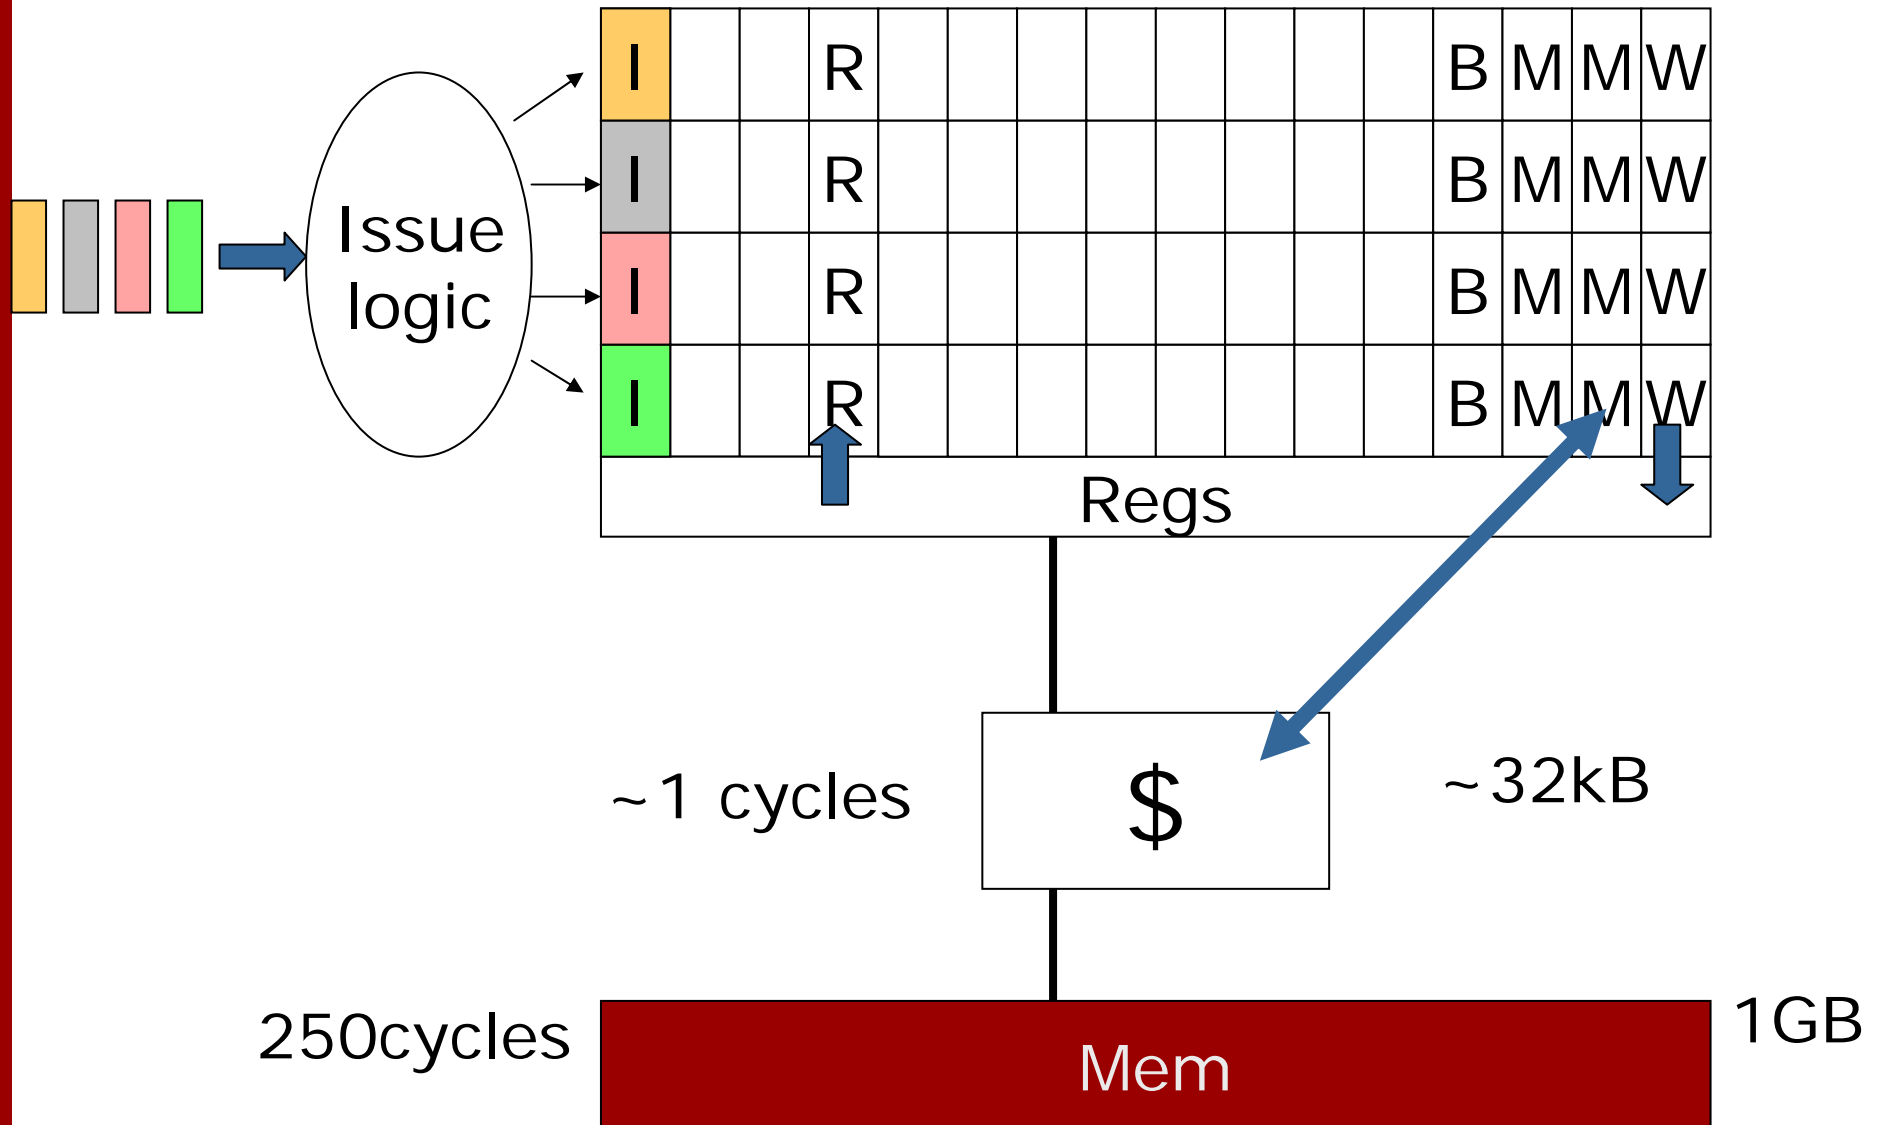 I R B M M W
I R B M M W
I R B M M W
I R B M M W
Issue
logic
Regs
~1 cycles
$
~32kB
250cycles
Mem
1GB